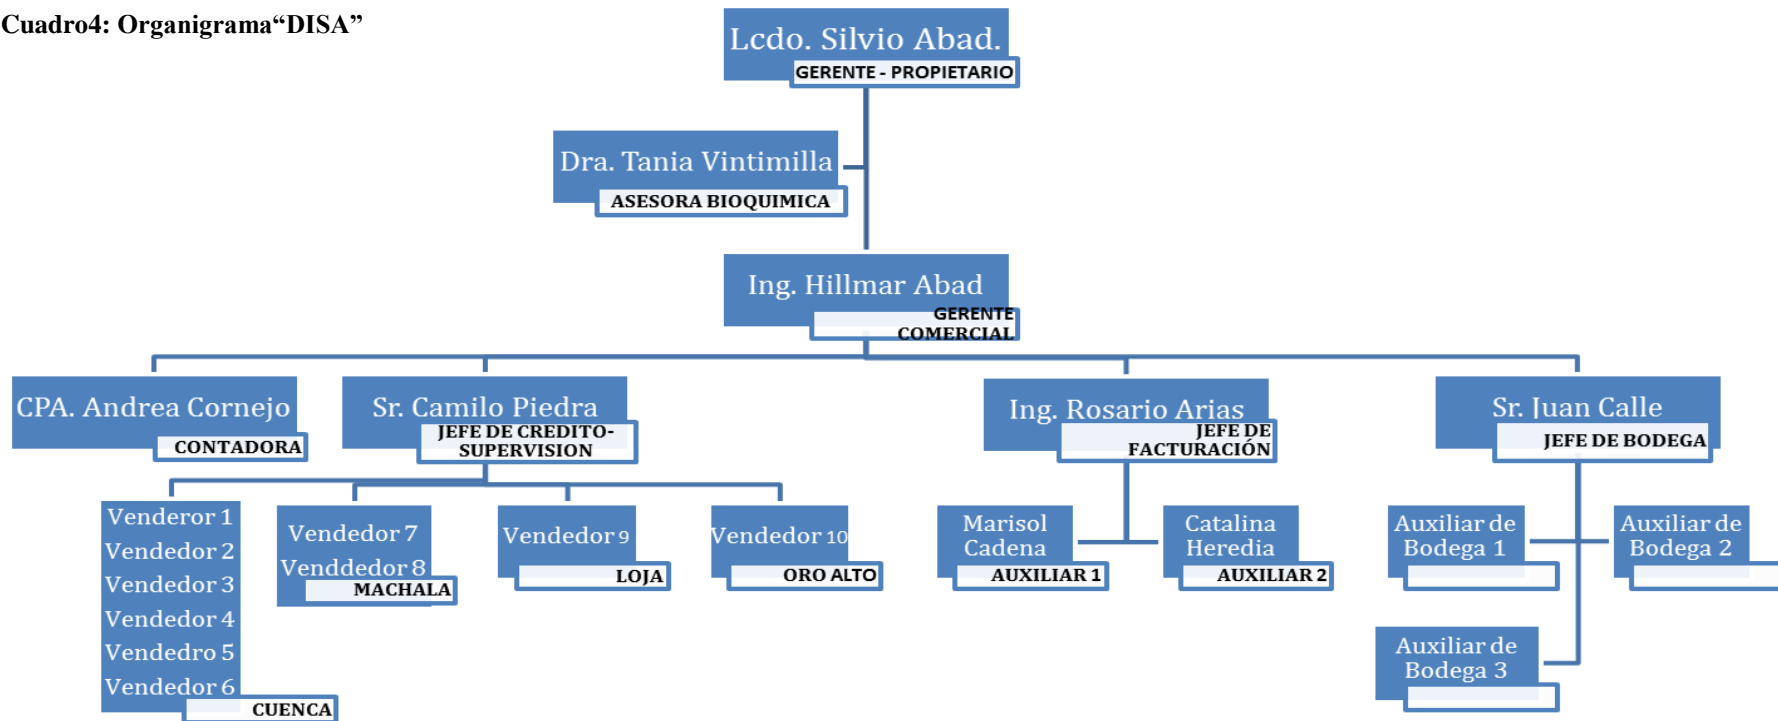 Cuadro4: Organigrama“DISA”
Lcdo. Silvio Abad.
GERENTE - PROPIETARIO
Dra. Tania Vintimilla
ASESORA BIOQUIMICA
Ing. Hillmar Abad
GERENTE
COMERCIAL
CPA. Andrea Cornejo
CONTADORA
Sr. Camilo Piedra
JEFE DE CREDITO-
SUPERVISION
Ing. Rosario Arias
JEFE DE
FACTURACIÓN
Sr. Juan Calle
JEFE DE BODEGA
Venderor 1
Vendedor 2
Vendedor 3
Vendedor 4
Vendedro 5
Vendedor 6
CUENCA
Vendedor 7
Venddedor 8
MACHALA
Vendedor 9
LOJA
Vendedor 10
ORO ALTO
Marisol
Cadena
AUXILIAR 1
Catalina
Heredia
AUXILIAR 2
Auxiliar de
Bodega 1
Auxiliar de
Bodega 2
Auxiliar de
Bodega 3